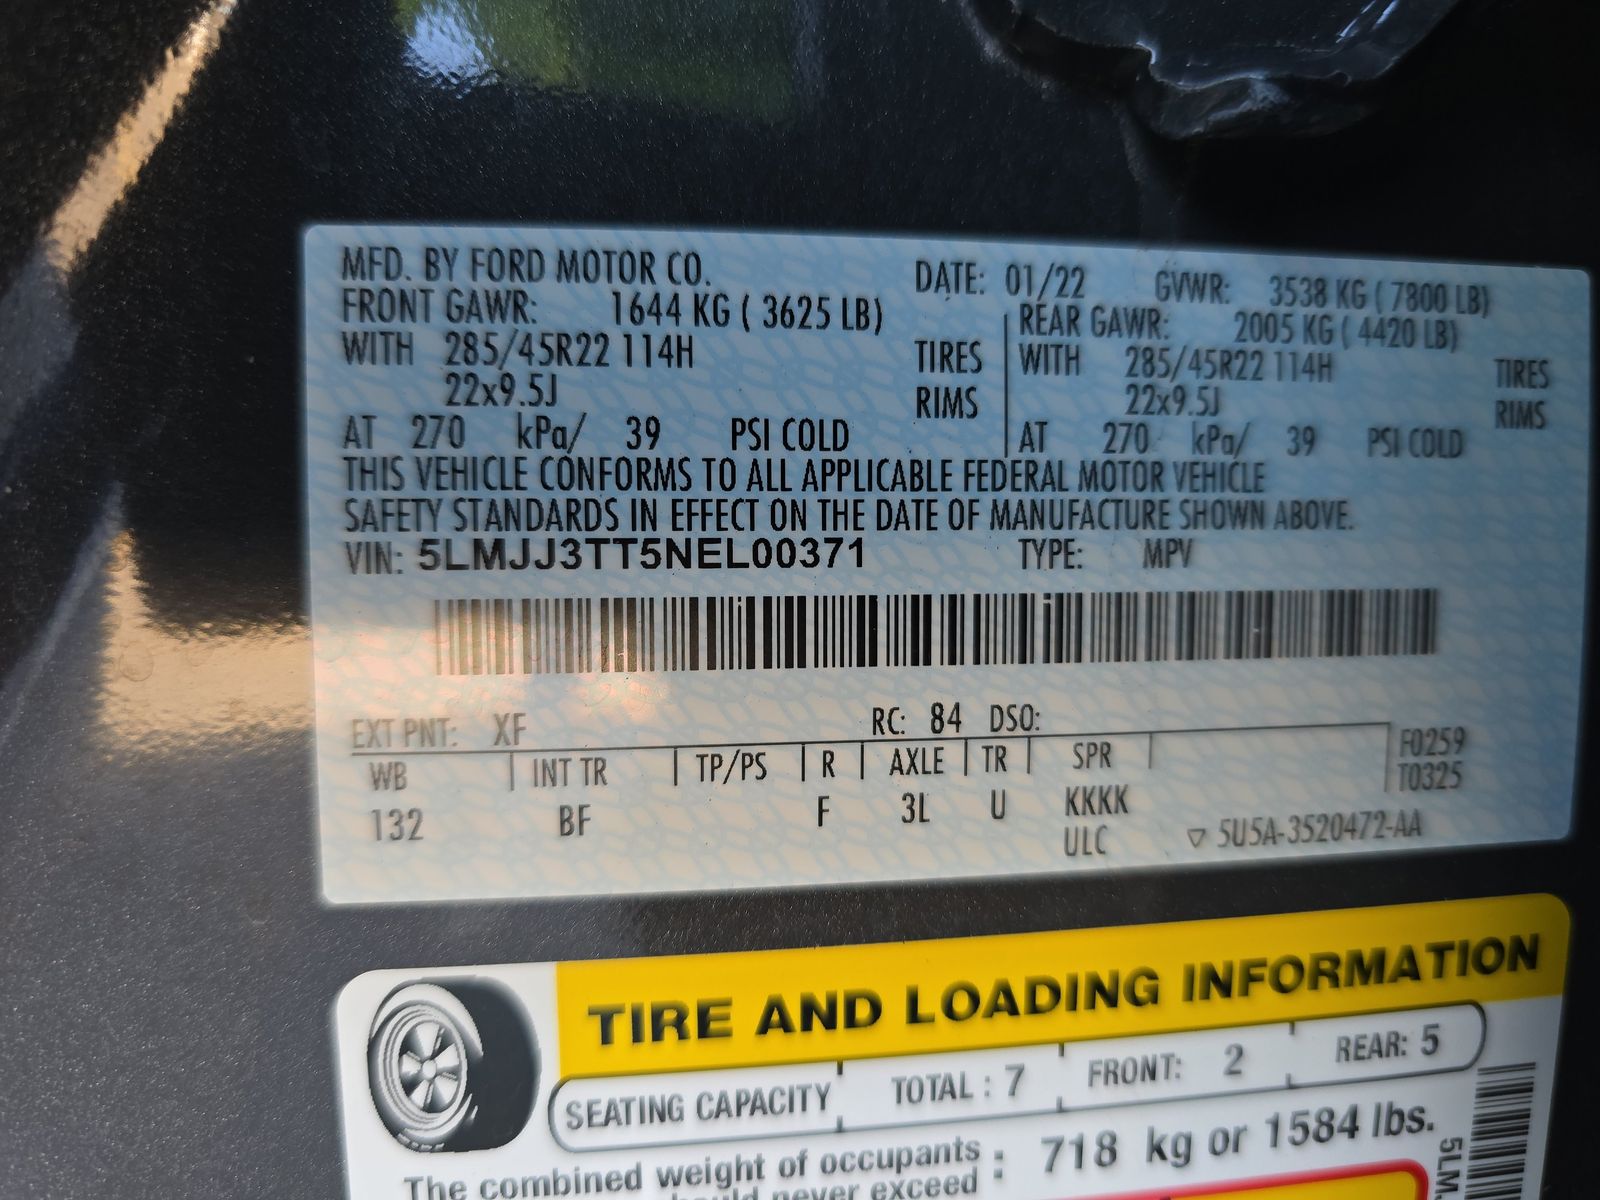 MFD. BY FORD MOTOR CO. DATE: 01/22 GVWR: 3538 KG ( 7800 LB)
FRONT GAWR: 1644 KG ( 3625 LB) REAR GAWR: 2005 KG ( 4420 LB)
WITH 285/45R22 114H TIRES WITH 285/45R22 114H TIRES
22x9.5J RIMS 22x9.5J RIMS
AT 270 kPa/ 39 PSI COLD AT 270 kPa/ 39 PSI COLD
THIS VEHICLE CONFORMS TO ALL APPLICABLE FEDERAL MOTOR VEHICLE
SAFETY STANDARDS IN EFFECT ON THE DATE OF MANUFACTURE SHOWN ABOVE.
VIN: 5LMJJ3TT5NEL00371 TYPE: MPV
EXT PNT: XF RC: 84 DSO:
WB INT TR TP/PS R AXLE TR SPR F0259
T0325
132 BF F 3L U KKKK
ULC ▽ 5U5A-3520472-AA
TIRE AND LOADING INFORMATION
SEATING CAPACITY TOTAL : 7 FRONT: 2 REAR: 5
The combined weight of occupants : 718 kg or 1584 lbs.
never exceed
5LM